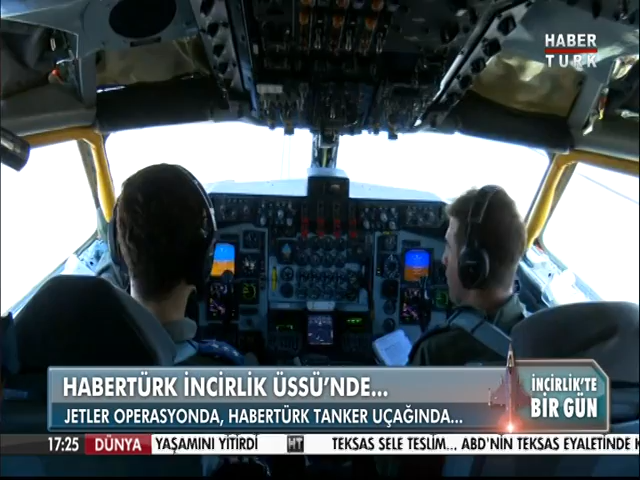 HABER
TÜRK
HABERTÜRK İNCİRLİK ÜSSÜ'NDE...
JETLER OPERASYONDA, HABERTÜRK TANKER UÇAĞINDA...
İNCİRLİK'TE
BİR GÜN
17:25 DÜNYA YAŞAMINI YİTİRDİ HT TEKSAS SELE TESLİM... ABD'NİN TEKSAS EYALETİNDE